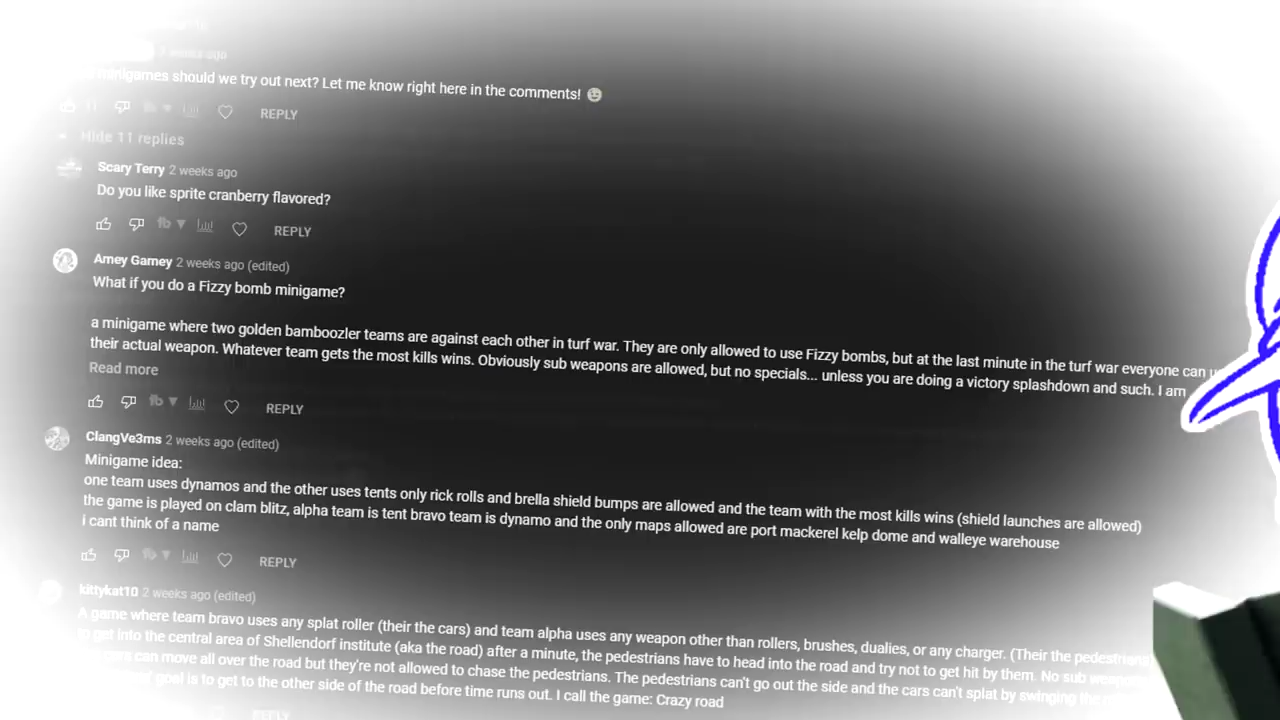 2 weeks ago
minigames should we try out next? Let me know right here in the comments! 😉
REPLY
Hide 11 replies
Scary Terry 2 weeks ago
Do you like sprite cranberry flavored?
REPLY
Amey Gamey 2 weeks ago (edited)
What if you do a Fizzy bomb minigame?
a minigame where two golden bamboozler teams are against each other in turf war. They are only allowed to use Fizzy bombs, but at the last minute in the turf war everyone can
their actual weapon. Whatever team gets the most kills wins. Obviously sub weapons are allowed, but no specials... unless you are doing a victory splashdown and such. I am
Read more
REPLY
ClangVe3ms 2 weeks ago (edited)
Minigame idea:
one team uses dynamos and the other uses tents only rick rolls and brella shield bumps are allowed and the team with the most kills wins (shield launches are allowed)
the game is played on clam blitz, alpha team is tent bravo team is dynamo and the only maps allowed are port mackerel kelp dome and walleye warehouse
i cant think of a name
REPLY
kittykat10 2 weeks ago (edited)
A game where team bravo uses any splat roller (their the cars) and team alpha uses any weapon other than rollers, brushes, dualies, or any charger. (Their the pedestrians)
to get into the central area of Shellendorf institute (aka the road) after a minute, the pedestrians have to head into the road and try not to get hit by them. No sub weapons
cars can move all over the road but they're not allowed to chase the pedestrians. The pedestrians can't go out the side and the cars can't splat by swinging the
goal is to get to the other side of the road before time runs out. I call the game: Crazy road
REPLY